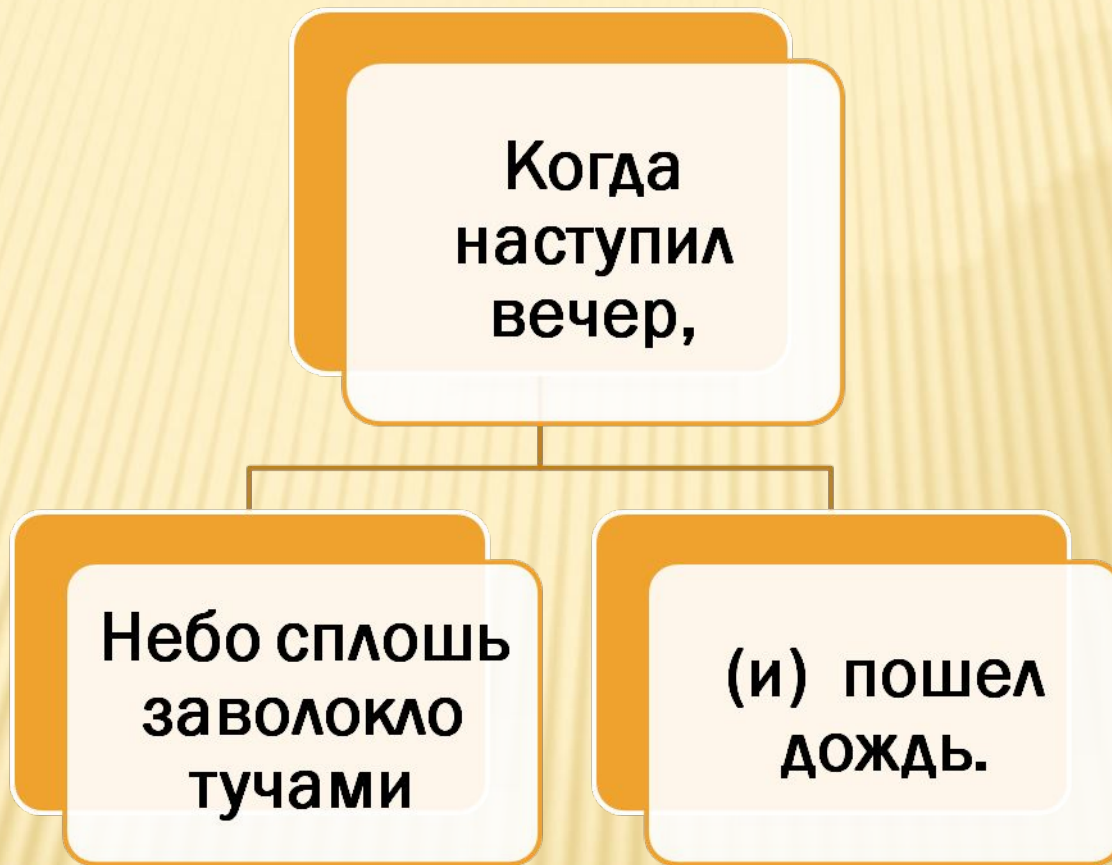 Когда
наступил
вечер,
Небо сплошь
заволокло
тучами
(и) пошел
дождь.